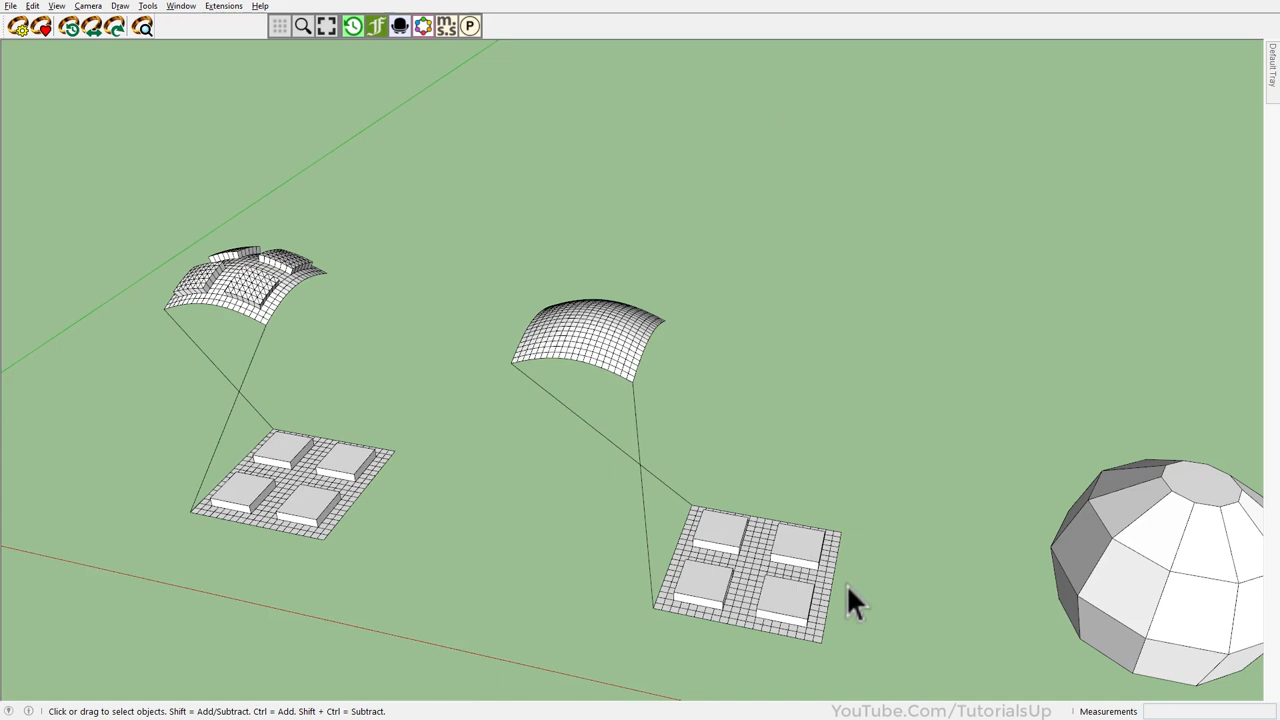 File Edit View Camera Draw Tools Window Extensions Help
m. s.s P
Default Tray
Click or drag to select objects. Shift = Add/Subtract. Ctrl = Add. Shift + Ctrl = Subtract.
YouTube.Com/TutorialsUp
Measurements